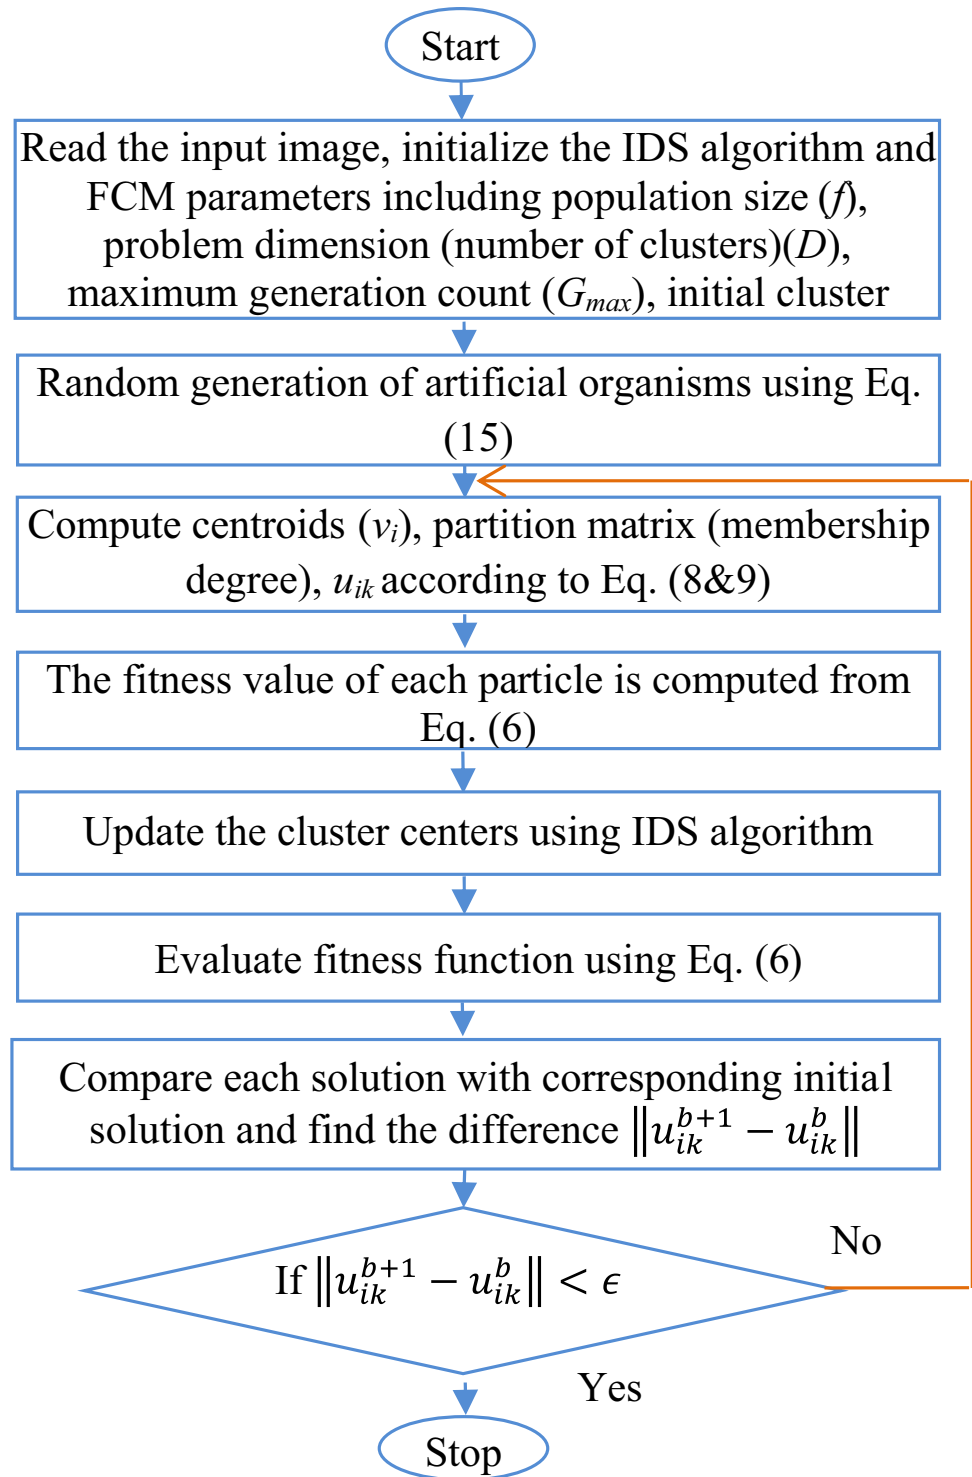 Start
Read the input image, initialize the IDS algorithm and
FCM parameters including population size (f),
problem dimension (number of clusters)(D),
maximum generation count (Gmax), initial cluster
Random generation of artificial organisms using Eq.
(15)
Compute centroids (vi), partition matrix (membership
degree), uik according to Eq. (8&9)
The fitness value of each particle is computed from
Eq. (6)
Update the cluster centers using IDS algorithm
Evaluate fitness function using Eq. (6)
Compare each solution with corresponding initial
solution and find the difference ‖u_{ik}^{b+1} − u_{ik}^{b}‖
No
If ‖u_{ik}^{b+1} − u_{ik}^{b}‖ < ϵ
Yes
Stop